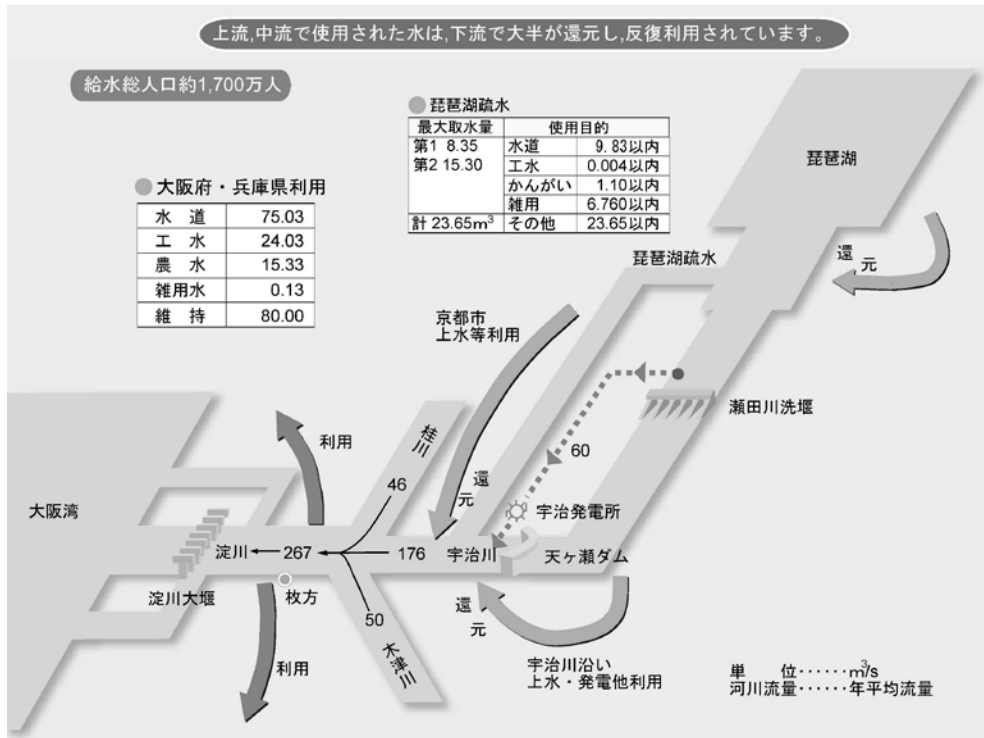 上流,中流で使用された水は,下流で大半が還元し,反復利用されています。
給水総人口約1,700万人
琵琶湖疏水
最大取水量 使用目的
第1 8.35 水道 9.83以内
第2 15.30 工水 0.004以内
かんがい 1.10以内
雑用 6.760以内
計 23.65m³ その他 23.65以内
大阪府・兵庫県利用
水 道 75.03
工 水 24.03
農 水 15.33
雑用水 0.13
維 持 80.00
琵琶湖
琵琶湖疏水
還元
京都市
上水等利用
瀬田川洗堰
利用
桂川
60
46
還元
大阪湾
宇治発電所
淀川
267
176
宇治川
天ヶ瀬ダム
淀川大堰
枚方
50
還元
木津川
利用
宇治川沿い
上水・発電他利用
単 位······m³/s
河川流量······年平均流量